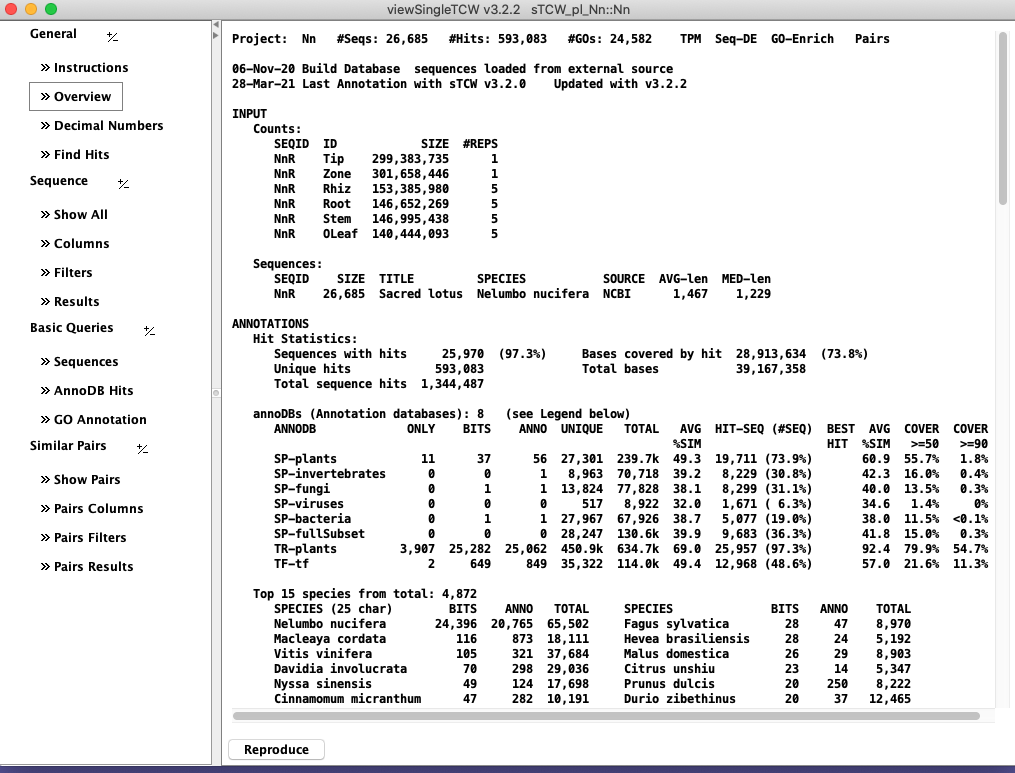 viewSingleTCW v3.2.2 sTCW_pl_Nn::Nn
General +/-
» Instructions
» Overview
» Decimal Numbers
» Find Hits
Sequence +/-
» Show All
» Columns
» Filters
» Results
Basic Queries +/-
» Sequences
» AnnoDB Hits
» GO Annotation
Similar Pairs +/-
» Show Pairs
» Pairs Columns
» Pairs Filters
» Pairs Results
Project: Nn #Seqs: 26,685 #Hits: 593,083 #GOs: 24,582 TPM Seq-DE GO-Enrich Pairs
06-Nov-20 Build Database sequences loaded from external source
28-Mar-21 Last Annotation with sTCW v3.2.0 Updated with v3.2.2
INPUT
Counts:
SEQID ID SIZE #REPS
NnR Tip 299,383,735 1
NnR Zone 301,658,446 1
NnR Rhiz 153,385,980 5
NnR Root 146,652,269 5
NnR Stem 146,995,438 5
NnR OLeaf 140,444,093 5
Sequences:
SEQID SIZE TITLE SPECIES SOURCE AVG-len MED-len
NnR 26,685 Sacred lotus Nelumbo nucifera NCBI 1,467 1,229
ANNOTATIONS
Hit Statistics:
Sequences with hits 25,970 (97.3%) Bases covered by hit 28,913,634 (73.8%)
Unique hits 593,083 Total bases 39,167,358
Total sequence hits 1,344,487
annoDBs (Annotation databases): 8 (see Legend below)
ANNODB ONLY BITS ANNO UNIQUE TOTAL AVG HIT-SEQ (#SEQ) BEST AVG COVER COVER
%SIM HIT %SIM >=50 >=90
SP-plants 11 37 56 27,301 239.7k 49.3 19,711 (73.9%) 60.9 55.7% 1.8%
SP-invertebrates 0 0 1 8,963 70,718 39.2 8,229 (30.8%) 42.3 16.0% 0.4%
SP-fungi 0 1 1 13,824 77,828 38.1 8,299 (31.1%) 40.0 13.5% 0.3%
SP-viruses 0 0 0 517 8,922 32.0 1,671 ( 6.3%) 34.6 1.4% 0%
SP-bacteria 0 1 1 27,967 67,926 38.7 5,077 (19.0%) 38.0 11.5% <0.1%
SP-fullSubset 0 0 0 28,247 130.6k 39.9 9,683 (36.3%) 41.8 15.0% 0.3%
TR-plants 3,907 25,282 25,062 450.9k 634.7k 69.0 25,957 (97.3%) 92.4 79.9% 54.7%
TF-tf 2 649 849 35,322 114.0k 49.4 12,968 (48.6%) 57.0 21.6% 11.3%
Top 15 species from total: 4,872
SPECIES (25 char) BITS ANNO TOTAL SPECIES BITS ANNO TOTAL
Nelumbo nucifera 24,396 20,765 65,502 Fagus sylvatica 28 47 8,970
Macleaya cordata 116 873 18,111 Hevea brasiliensis 28 24 5,192
Vitis vinifera 105 321 37,684 Malus domestica 26 29 8,903
Davidia involucrata 70 298 29,036 Citrus unshiu 23 14 5,347
Nyssa sinensis 49 124 17,698 Prunus dulcis 20 250 8,222
Cinnamomum micranthum 47 282 10,191 Durio zibethinus 20 37 12,465
Reproduce